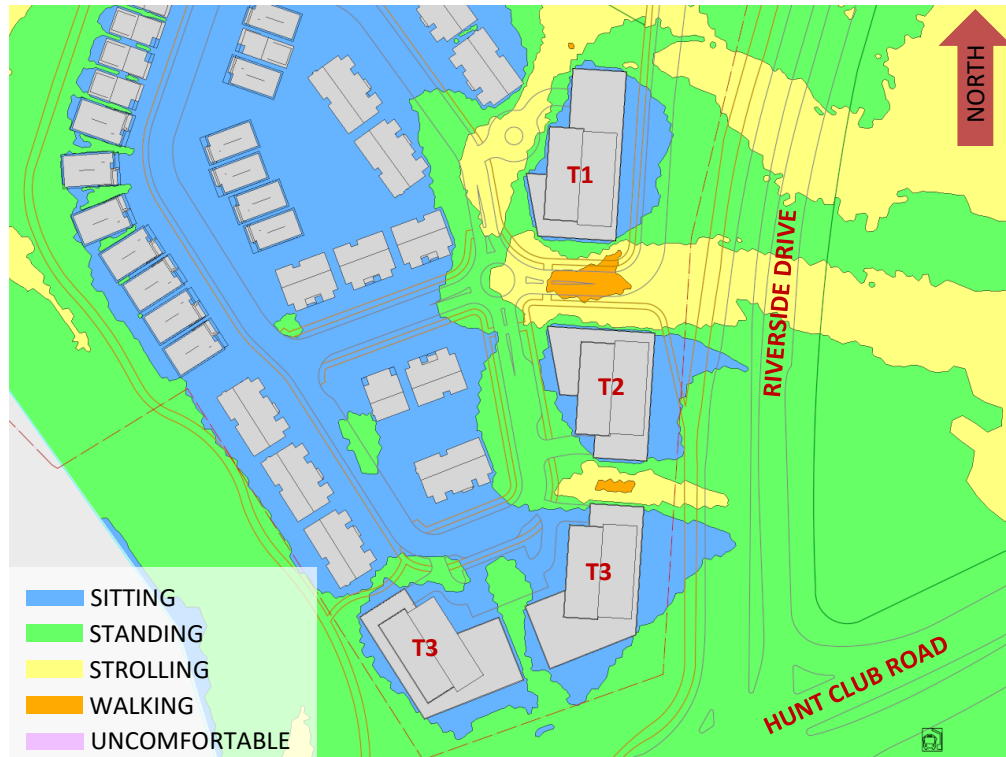 NORTH
T1
RIVERSIDE DRIVE
T2
T3
T3
HUNT CLUB ROAD
SITTING
STANDING
STROLLING
WALKING
UNCOMFORTABLE